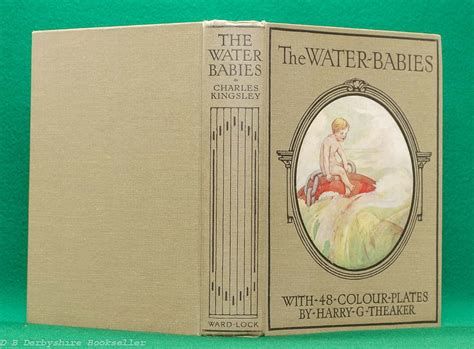 THE
WATER
BABIES
CHARLES
KINGSLEY
WARD·LOCK
The WATER-BABIES
WITH·48·COLOUR·PLATES
BY·HARRY·G·THEAKER
D B Derbyshire Bookseller